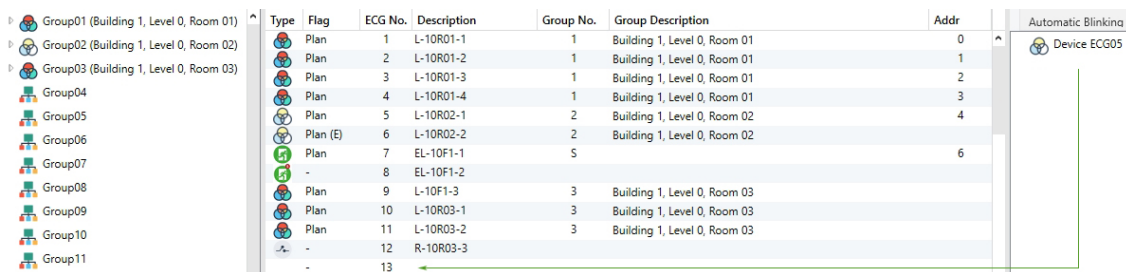 Group01 (Building 1, Level 0, Room 01)
Group02 (Building 1, Level 0, Room 02)
Group03 (Building 1, Level 0, Room 03)
Group04
Group05
Group06
Group07
Group08
Group09
Group10
Group11
Type Flag ECG No. Description Group No. Group Description Addr
Plan 1 L-10R01-1 1 Building 1, Level 0, Room 01 0
Plan 2 L-10R01-2 1 Building 1, Level 0, Room 01 1
Plan 3 L-10R01-3 1 Building 1, Level 0, Room 01 2
Plan 4 L-10R01-4 1 Building 1, Level 0, Room 01 3
Plan 5 L-10R02-1 2 Building 1, Level 0, Room 02 4
Plan (E) 6 L-10R02-2 2 Building 1, Level 0, Room 02
Plan 7 EL-10F1-1 S 6
- 8 EL-10F1-2
Plan 9 L-10F1-3 3 Building 1, Level 0, Room 03
Plan 10 L-10R03-1 3 Building 1, Level 0, Room 03
Plan 11 L-10R03-2 3 Building 1, Level 0, Room 03
- 12 R-10R03-3
- 13
Automatic Blinking
Device ECG05